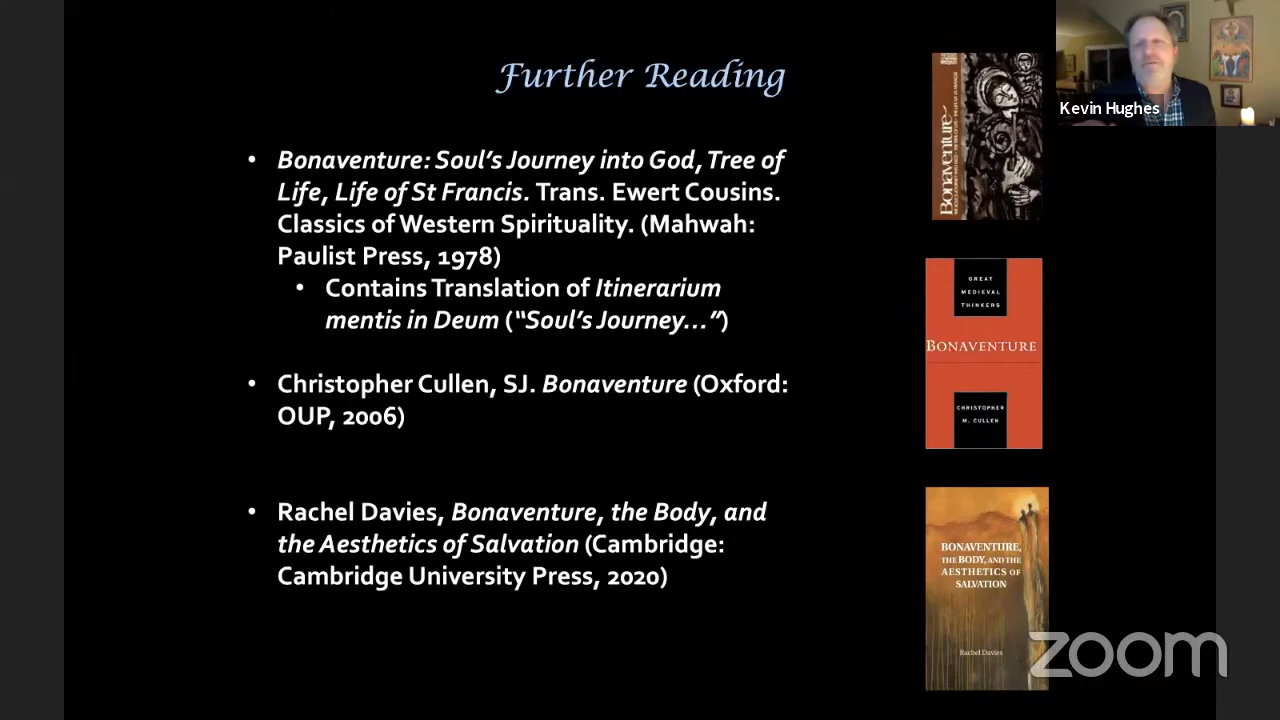 Further Reading
Kevin Hughes
• Bonaventure: Soul's Journey into God, Tree of
Life, Life of St Francis. Trans. Ewert Cousins.
Classics of Western Spirituality. (Mahwah:
Paulist Press, 1978)
• Contains Translation of Itinerarium
mentis in Deum (“Soul's Journey...”)
• Christopher Cullen, SJ. Bonaventure (Oxford:
OUP, 2006)
• Rachel Davies, Bonaventure, the Body, and
the Aesthetics of Salvation (Cambridge:
Cambridge University Press, 2020)
Bonaventure
GREAT
MEDIEVAL
THINKERS
BONAVENTURE
CHRISTOPHER
M. CULLEN
BONAVENTURE,
THE BODY, AND THE
AESTHETICS OF
SALVATION
Rachel Davies
zoom